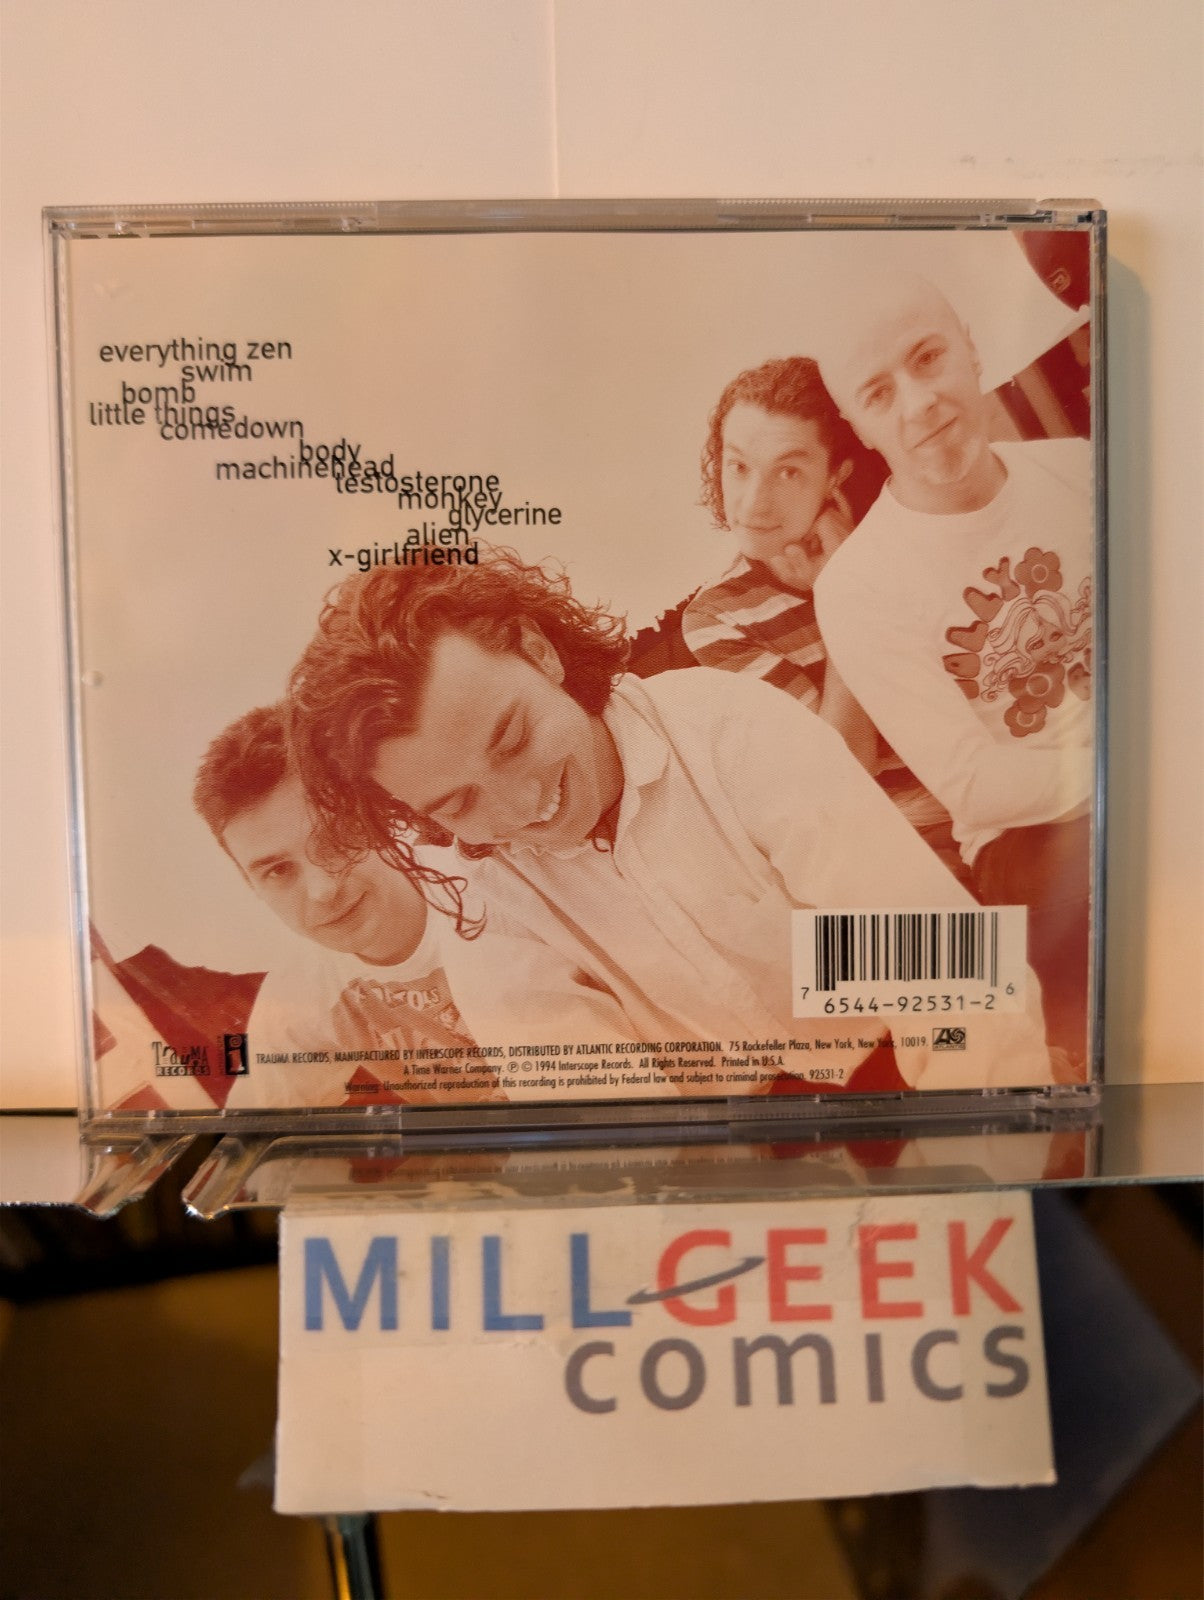 everything zen
swim
bomb
little things
comedown
body
machinehead
testosterone
monkey
glycerine
alien
x-girlfriend
7 6544-92531-2 6
TRAUMA RECORDS
i
TRAUMA RECORDS, MANUFACTURED BY INTERSCOPE RECORDS, DISTRIBUTED BY ATLANTIC RECORDING CORPORATION. 75 Rockefeller Plaza, New York, New York, 10019.
ATLANTIC
A Time Warner Company. ℗ © 1994 Interscope Records. All Rights Reserved. Printed in U.S.A.
Warning: Unauthorized reproduction of this recording is prohibited by Federal law and subject to criminal prosecution. 92531-2
MILLGEEK
comics